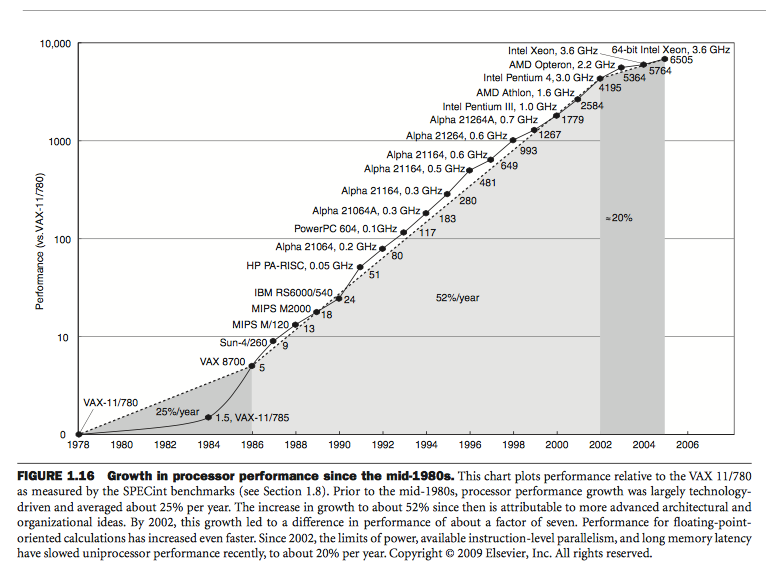 10,000
Intel Xeon, 3.6 GHz 64-bit Intel Xeon, 3.6 GHz
6505
AMD Opteron, 2.2 GHz
5764
5364
Intel Pentium 4, 3.0 GHz
4195
AMD Athlon, 1.6 GHz
2584
Intel Pentium III, 1.0 GHz
1779
Alpha 21264A, 0.7 GHz
1267
1000
Alpha 21264, 0.6 GHz
993
Alpha 21164, 0.6 GHz
649
Alpha 21164, 0.5 GHz
481
Alpha 21164, 0.3 GHz
280
Alpha 21064A, 0.3 GHz
183
≈20%
PowerPC 604, 0.1GHz
117
100
Alpha 21064, 0.2 GHz
80
HP PA-RISC, 0.05 GHz
51
IBM RS6000/540
24
52%/year
MIPS M2000
18
MIPS M/120
13
10
Sun-4/260
9
VAX 8700
5
VAX-11/780
25%/year
1.5, VAX-11/785
0
Performance (vs.VAX-11/780)
1978 1980 1982 1984 1986 1988 1990 1992 1994 1996 1998 2000 2002 2004 2006
FIGURE 1.16 Growth in processor performance since the mid-1980s. This chart plots performance relative to the VAX 11/780
as measured by the SPECint benchmarks (see Section 1.8). Prior to the mid-1980s, processor performance growth was largely technology-
driven and averaged about 25% per year. The increase in growth to about 52% since then is attributable to more advanced architectural and
organizational ideas. By 2002, this growth led to a difference in performance of about a factor of seven. Performance for floating-point-
oriented calculations has increased even faster. Since 2002, the limits of power, available instruction-level parallelism, and long memory latency
have slowed uniprocessor performance recently, to about 20% per year. Copyright © 2009 Elsevier, Inc. All rights reserved.